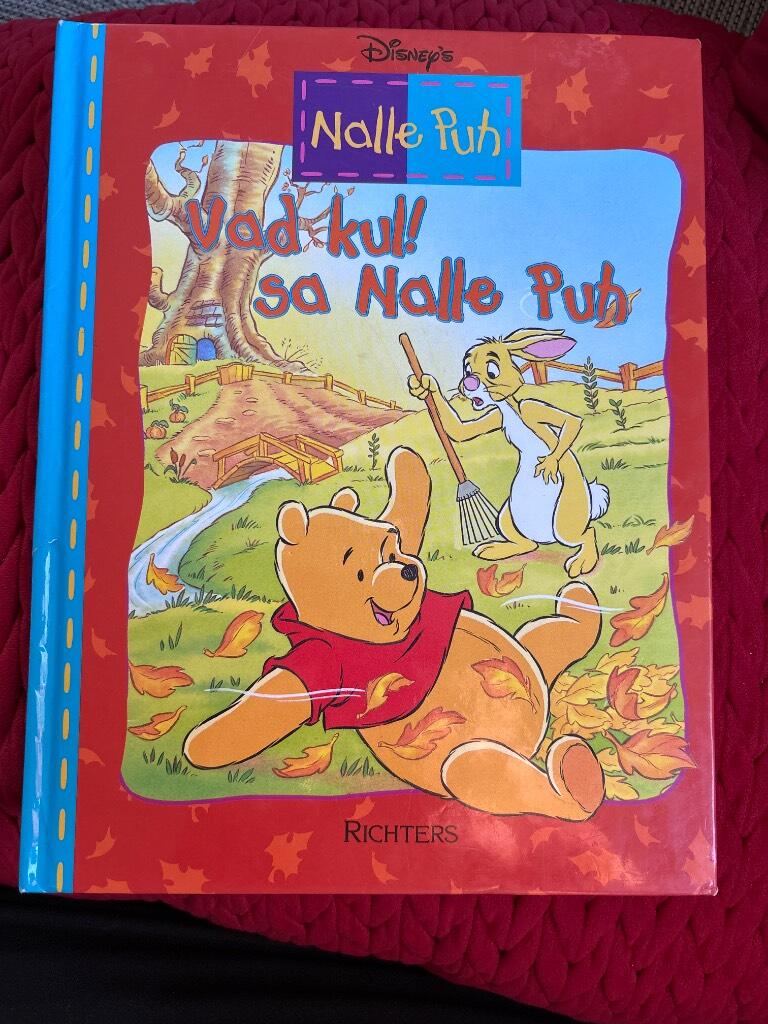 Disney's
Nalle Puh
Vad kul!
sa Nalle Puh
Richters